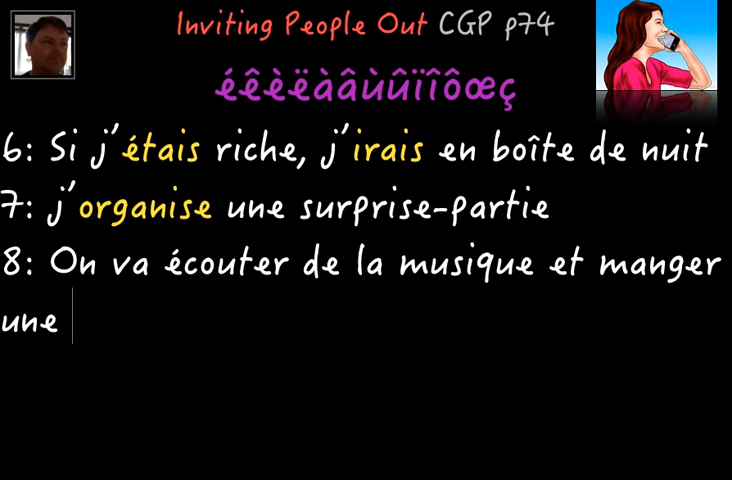 Inviting People Out CGP p74
éêèëàâùûïîôœç
6: Si j'étais riche, j'irais en boîte de nuit
7: j'organise une surprise-partie
8: On va écouter de la musique et manger
une